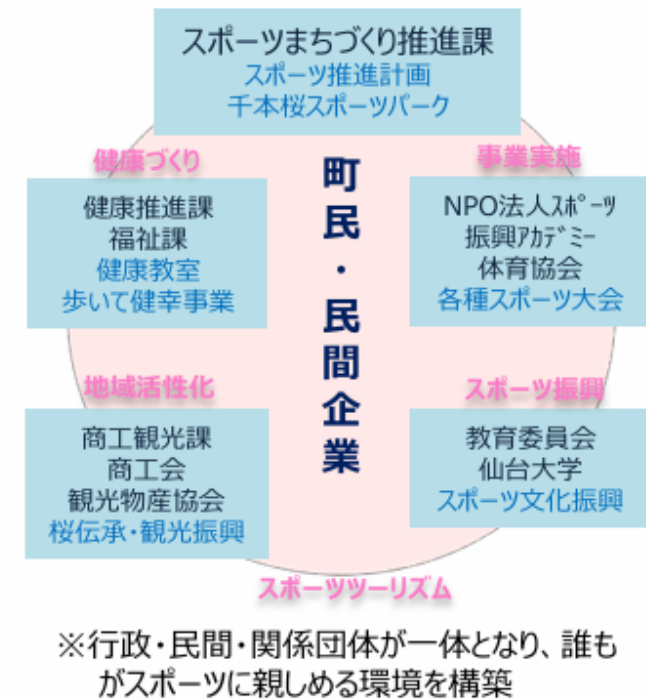 スポーツまちづくり推進課
スポーツ推進計画
千本桜スポーツパーク
健康づくり
健康推進課
福祉課
健康教室
歩いて健幸事業
町民・民間企業
事業実施
NPO法人ｽﾎﾟｰﾂ
振興ｱｶﾃﾞﾐｰ
体育協会
各種スポーツ大会
地域活性化
商工観光課
商工会
観光物産協会
桜伝承・観光振興
スポーツ振興
教育委員会
仙台大学
スポーツ文化振興
スポーツツーリズム
※行政・民間・関係団体が一体となり、誰も
がスポーツに親しめる環境を構築